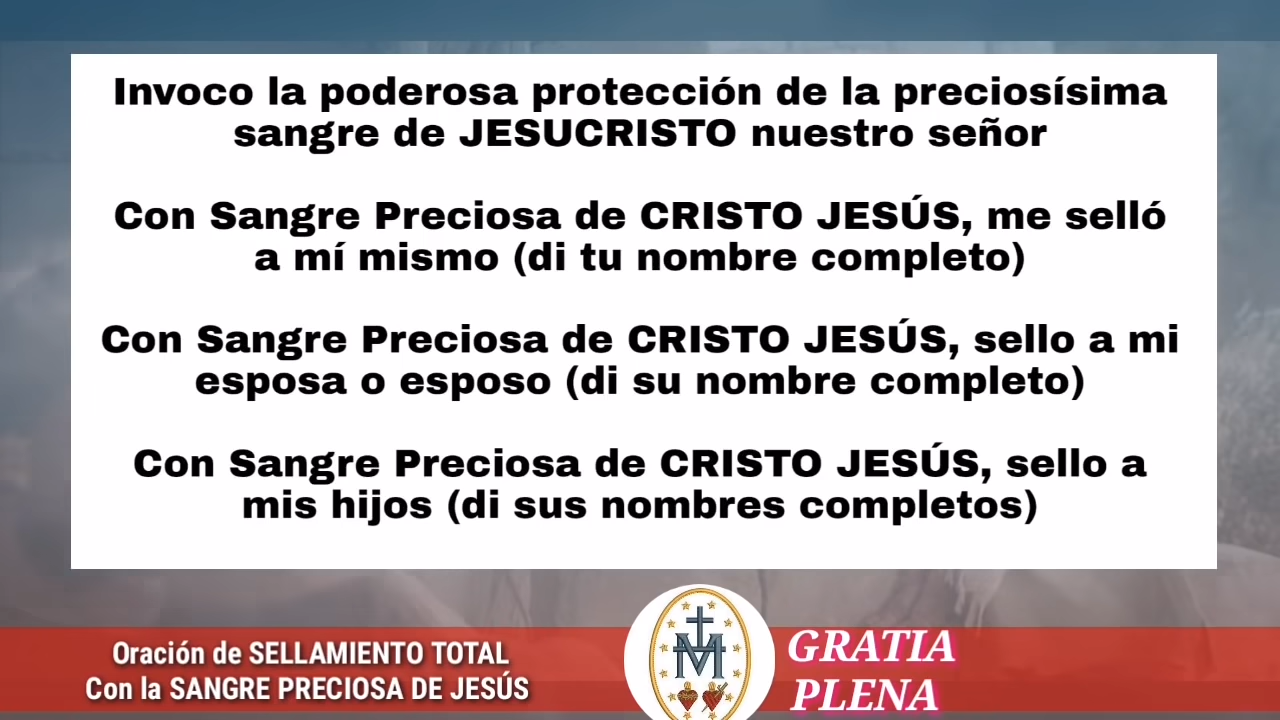 Invoco la poderosa protección de la preciosísima
sangre de JESUCRISTO nuestro señor
Con Sangre Preciosa de CRISTO JESÚS, me selló
a mí mismo (di tu nombre completo)
Con Sangre Preciosa de CRISTO JESÚS, sello a mi
esposa o esposo (di su nombre completo)
Con Sangre Preciosa de CRISTO JESÚS, sello a
mis hijos (di sus nombres completos)
Oración de SELLAMIENTO TOTAL
Con la SANGRE PRECIOSA DE JESÚS
M
GRATIA
PLENA